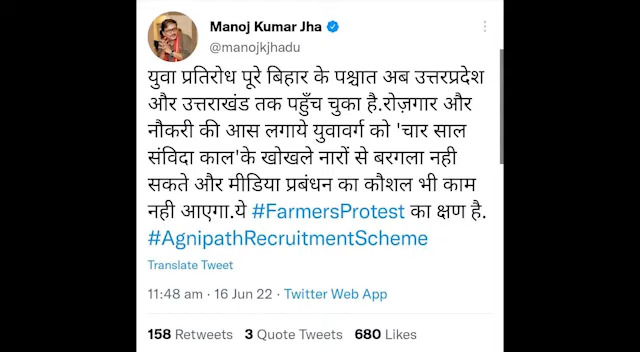 Manoj Kumar Jha
@manojkjhadu
युवा प्रतिरोध पूरे बिहार के पश्चात अब उत्तरप्रदेश
और उत्तराखंड तक पहुँच चुका है.रोज़गार और
नौकरी की आस लगाये युवावर्ग को 'चार साल
संविदा काल'के खोखले नारों से बरगला नही
सकते और मीडिया प्रबंधन का कौशल भी काम
नही आएगा.ये #FarmersProtest का क्षण है.
#AgnipathRecruitmentScheme
Translate Tweet
11:48 am · 16 Jun 22 · Twitter Web App
158 Retweets 3 Quote Tweets 680 Likes